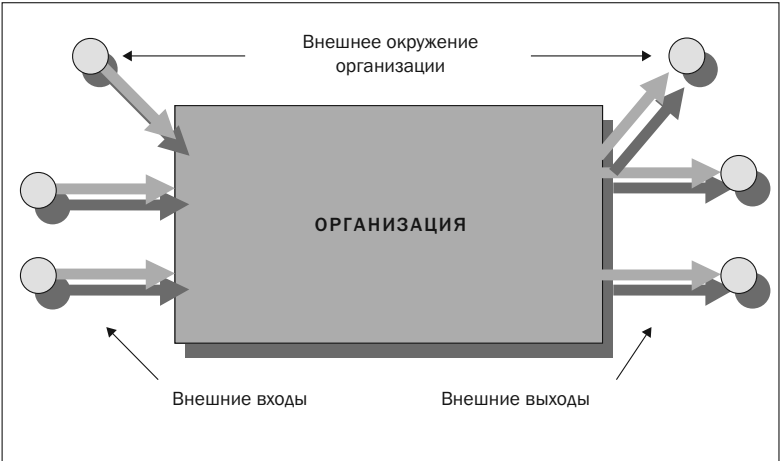 Внешнее окружение
организации
ОРГАНИЗАЦИЯ
Внешние входы
Внешние выходы